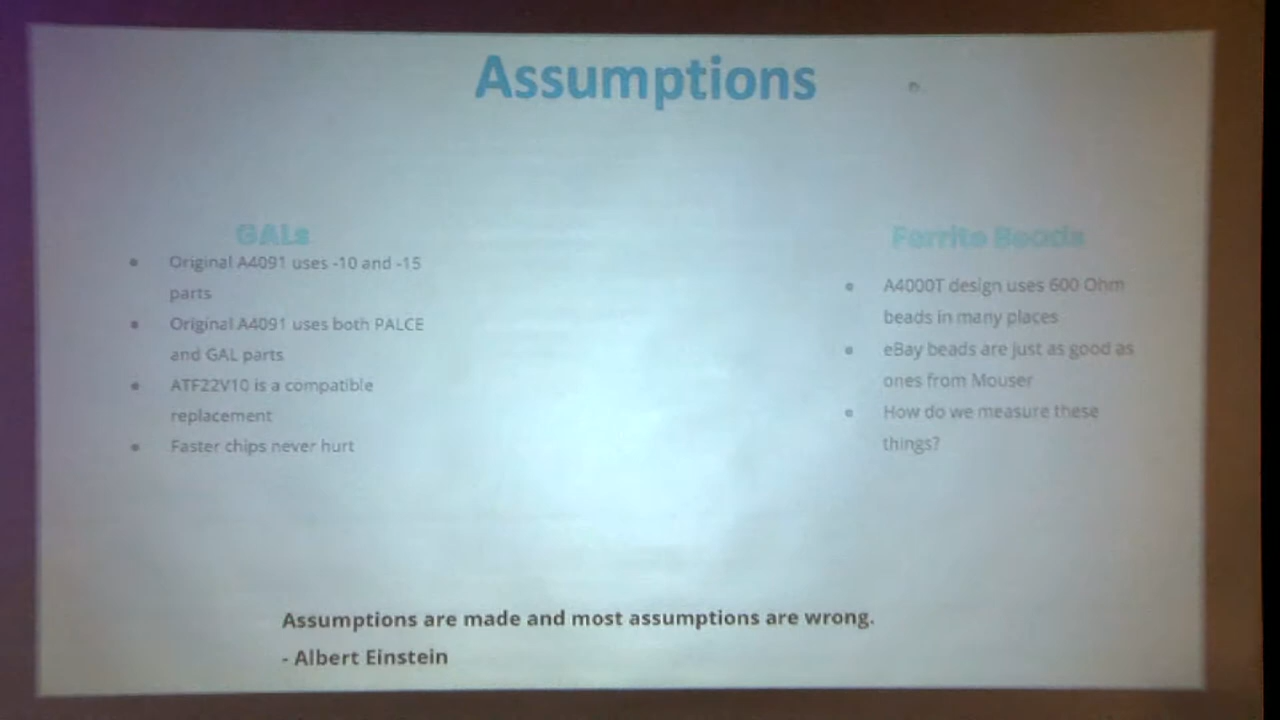 Assumptions
GALs
Original A4091 uses -10 and -15
parts
Original A4091 uses both PALCE
and GAL parts
ATF22V10 is a compatible
replacement
Faster chips never hurt
Ferrite Beads
A4000T design uses 600 Ohm
beads in many places
eBay beads are just as good as
ones from Mouser
How do we measure these
things?
Assumptions are made and most assumptions are wrong.
- Albert Einstein